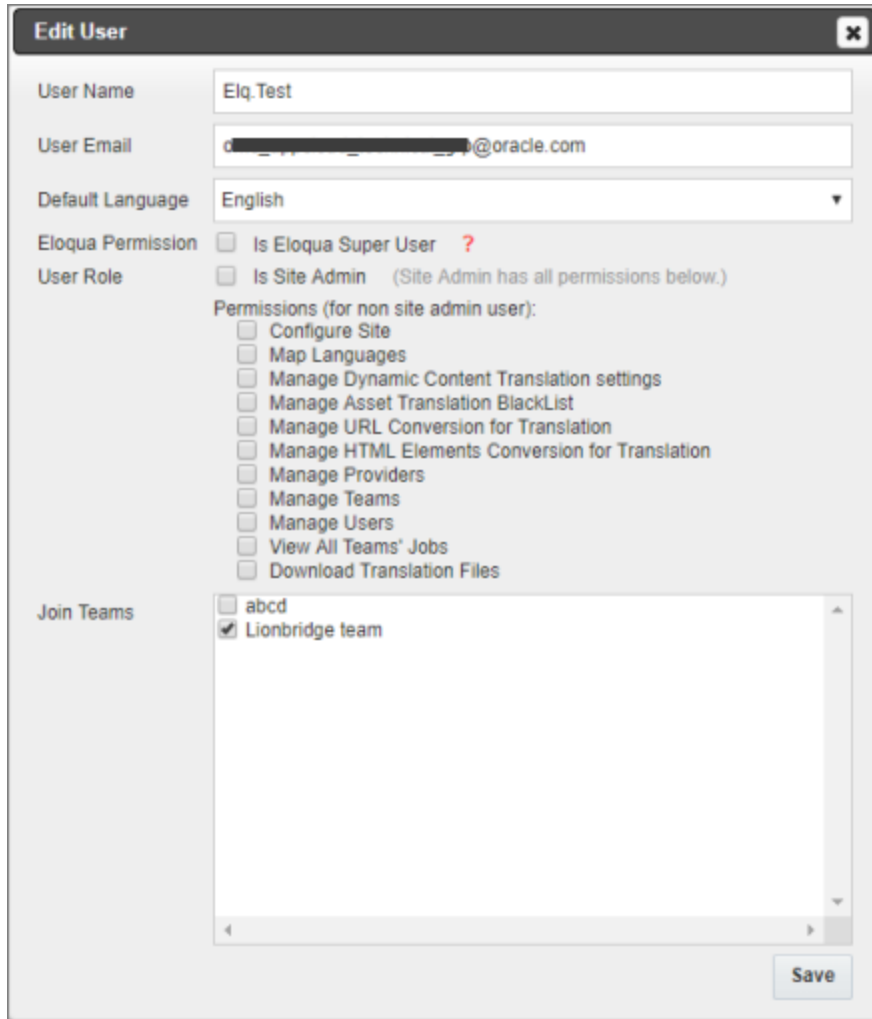 Edit User
User Name Elq.Test
User Email @oracle.com
Default Language English
Eloqua Permission Is Eloqua Super User ?
User Role Is Site Admin (Site Admin has all permissions below.)
Permissions (for non site admin user):
Configure Site
Map Languages
Manage Dynamic Content Translation settings
Manage Asset Translation BlackList
Manage URL Conversion for Translation
Manage HTML Elements Conversion for Translation
Manage Providers
Manage Teams
Manage Users
View All Teams' Jobs
Download Translation Files
Join Teams abcd
Lionbridge team
Save